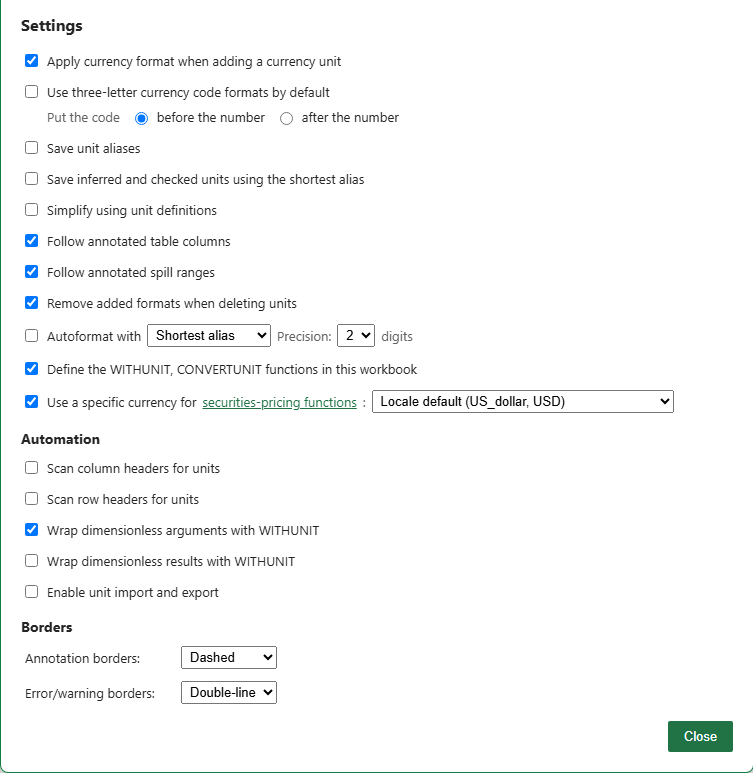 Settings
Apply currency format when adding a currency unit
Use three-letter currency code formats by default
Put the code before the number after the number
Save unit aliases
Save inferred and checked units using the shortest alias
Simplify using unit definitions
Follow annotated table columns
Follow annotated spill ranges
Remove added formats when deleting units
Autoformat with Shortest alias Precision: 2 digits
Define the WITHUNIT, CONVERTUNIT functions in this workbook
Use a specific currency for securities-pricing functions : Locale default (US_dollar, USD)
Automation
Scan column headers for units
Scan row headers for units
Wrap dimensionless arguments with WITHUNIT
Wrap dimensionless results with WITHUNIT
Enable unit import and export
Borders
Annotation borders: Dashed
Error/warning borders: Double-line
Close